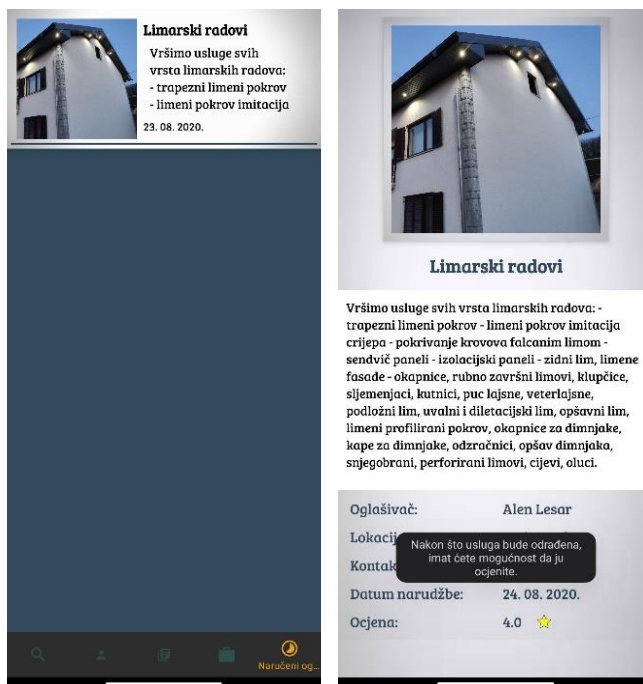 Limarski radovi
Vršimo usluge svih
vrsta limarskih radova:
- trapezni limeni pokrov
- limeni pokrov imitacija
23. 08. 2020.
Naručeni og...
Limarski radovi
Vršimo usluge svih vrsta limarskih radova: -
trapezni limeni pokrov - limeni pokrov imitacija
crijepa - pokrivanje krovova falcanim limom -
sendvič paneli - izolacijski paneli - zidni lim, limene
fasade - okapnice, rubno završni limovi, klupčice,
sljemenjaci, kutnici, puc lajsne, veterlajsne,
podložni lim, uvalni i diletacijski lim, opšavni lim,
limeni profilirani pokrov, okapnice za dimnjake,
kape za dimnjake, odzračnici, opšav dimnjaka,
snjegobrani, perforirani limovi, cijevi, oluci.
Oglašivač: Alen Lesar
Lokacij
Kontak
Nakon što usluga bude odrađena,
imat ćete mogućnost da ju
ocjenite.
Datum narudžbe: 24. 08. 2020.
Ocjena: 4.0